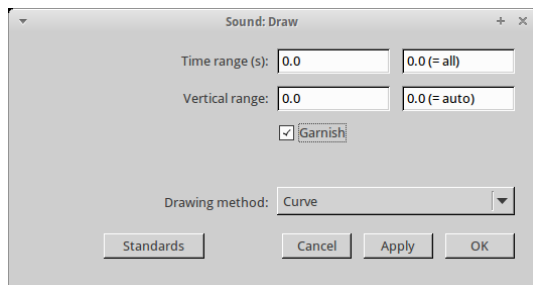 Sound: Draw
Time range (s): 0.0 0.0 (= all)
Vertical range: 0.0 0.0 (= auto)
Garnish
Drawing method: Curve
Standards Cancel Apply OK